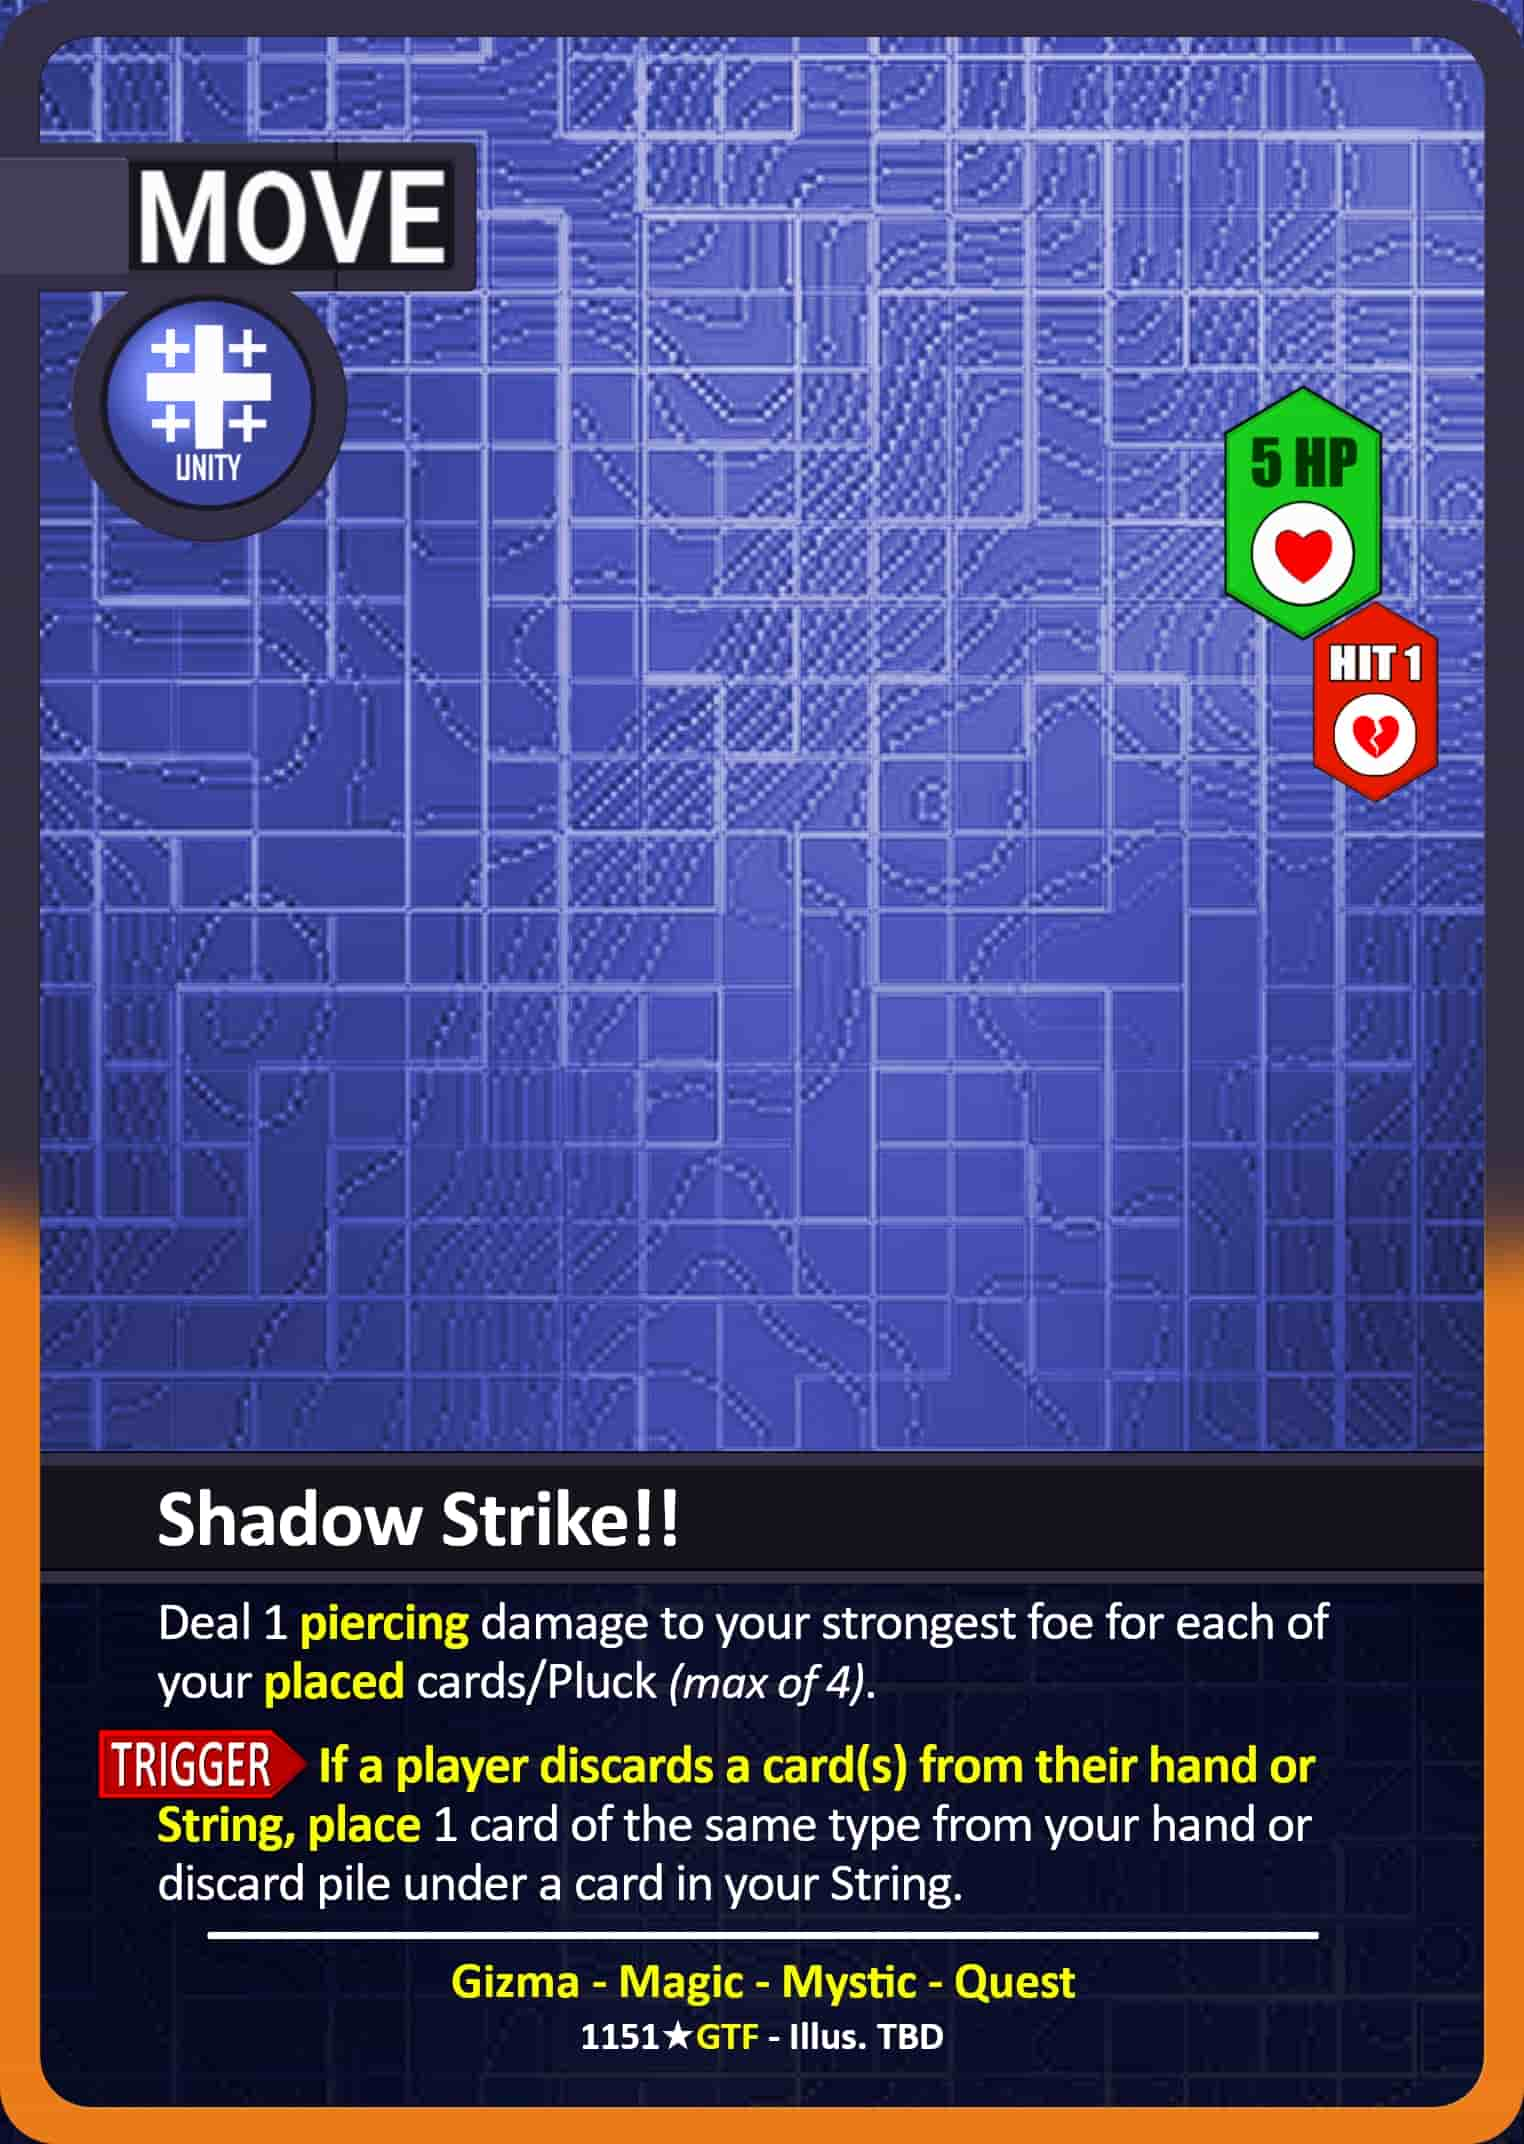 MOVE
UNITY
5 HP
HIT 1
Shadow Strike!!
Deal 1 piercing damage to your strongest foe for each of
your placed cards/Pluck (max of 4).
TRIGGER If a player discards a card(s) from their hand or
String, place 1 card of the same type from your hand or
discard pile under a card in your String.
Gizma - Magic - Mystic - Quest
1151★GTF - Illus. TBD